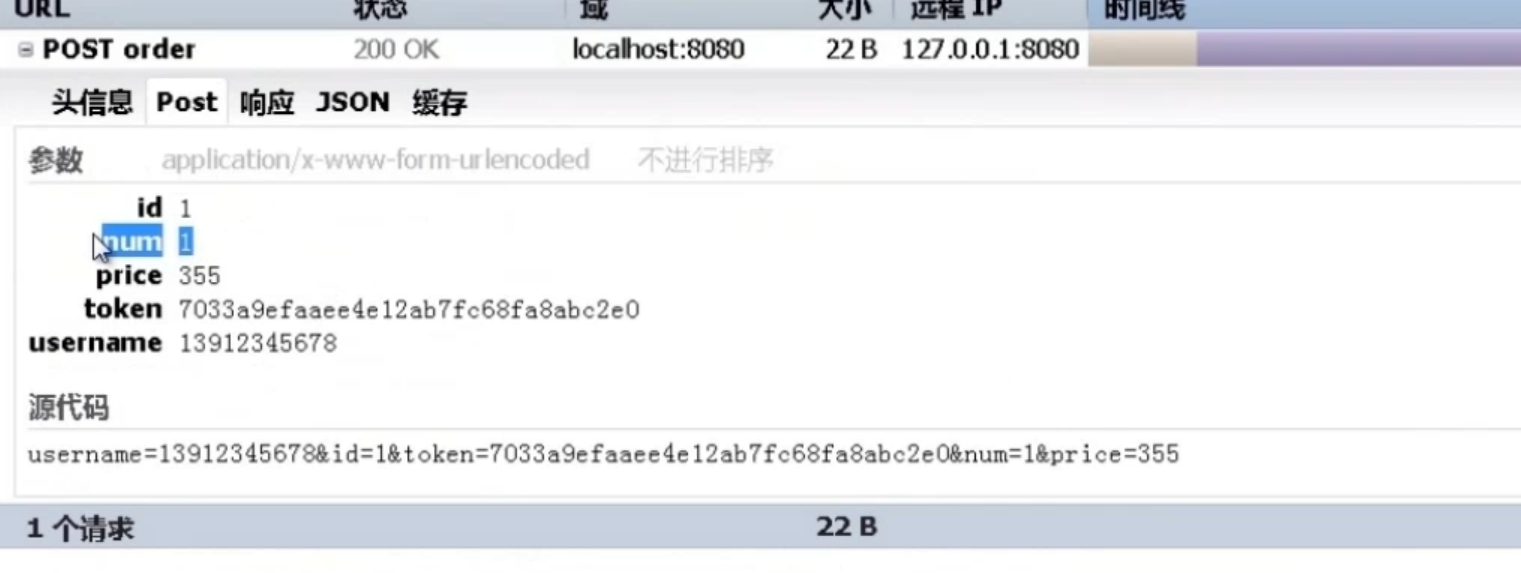 URL 状态 域 大小 远程 IP 时间线
POST order 200 OK localhost:8080 22 B 127.0.0.1:8080
头信息 Post 响应 JSON 缓存
参数 application/x-www-form-urlencoded 不进行排序
id 1
num 1
price 355
token 7033a9efaaee4e12ab7fc68fa8abc2e0
username 13912345678
源代码
username=13912345678&id=1&token=7033a9efaaee4e12ab7fc68fa8abc2e0&num=1&price=355
1 个请求 22 B